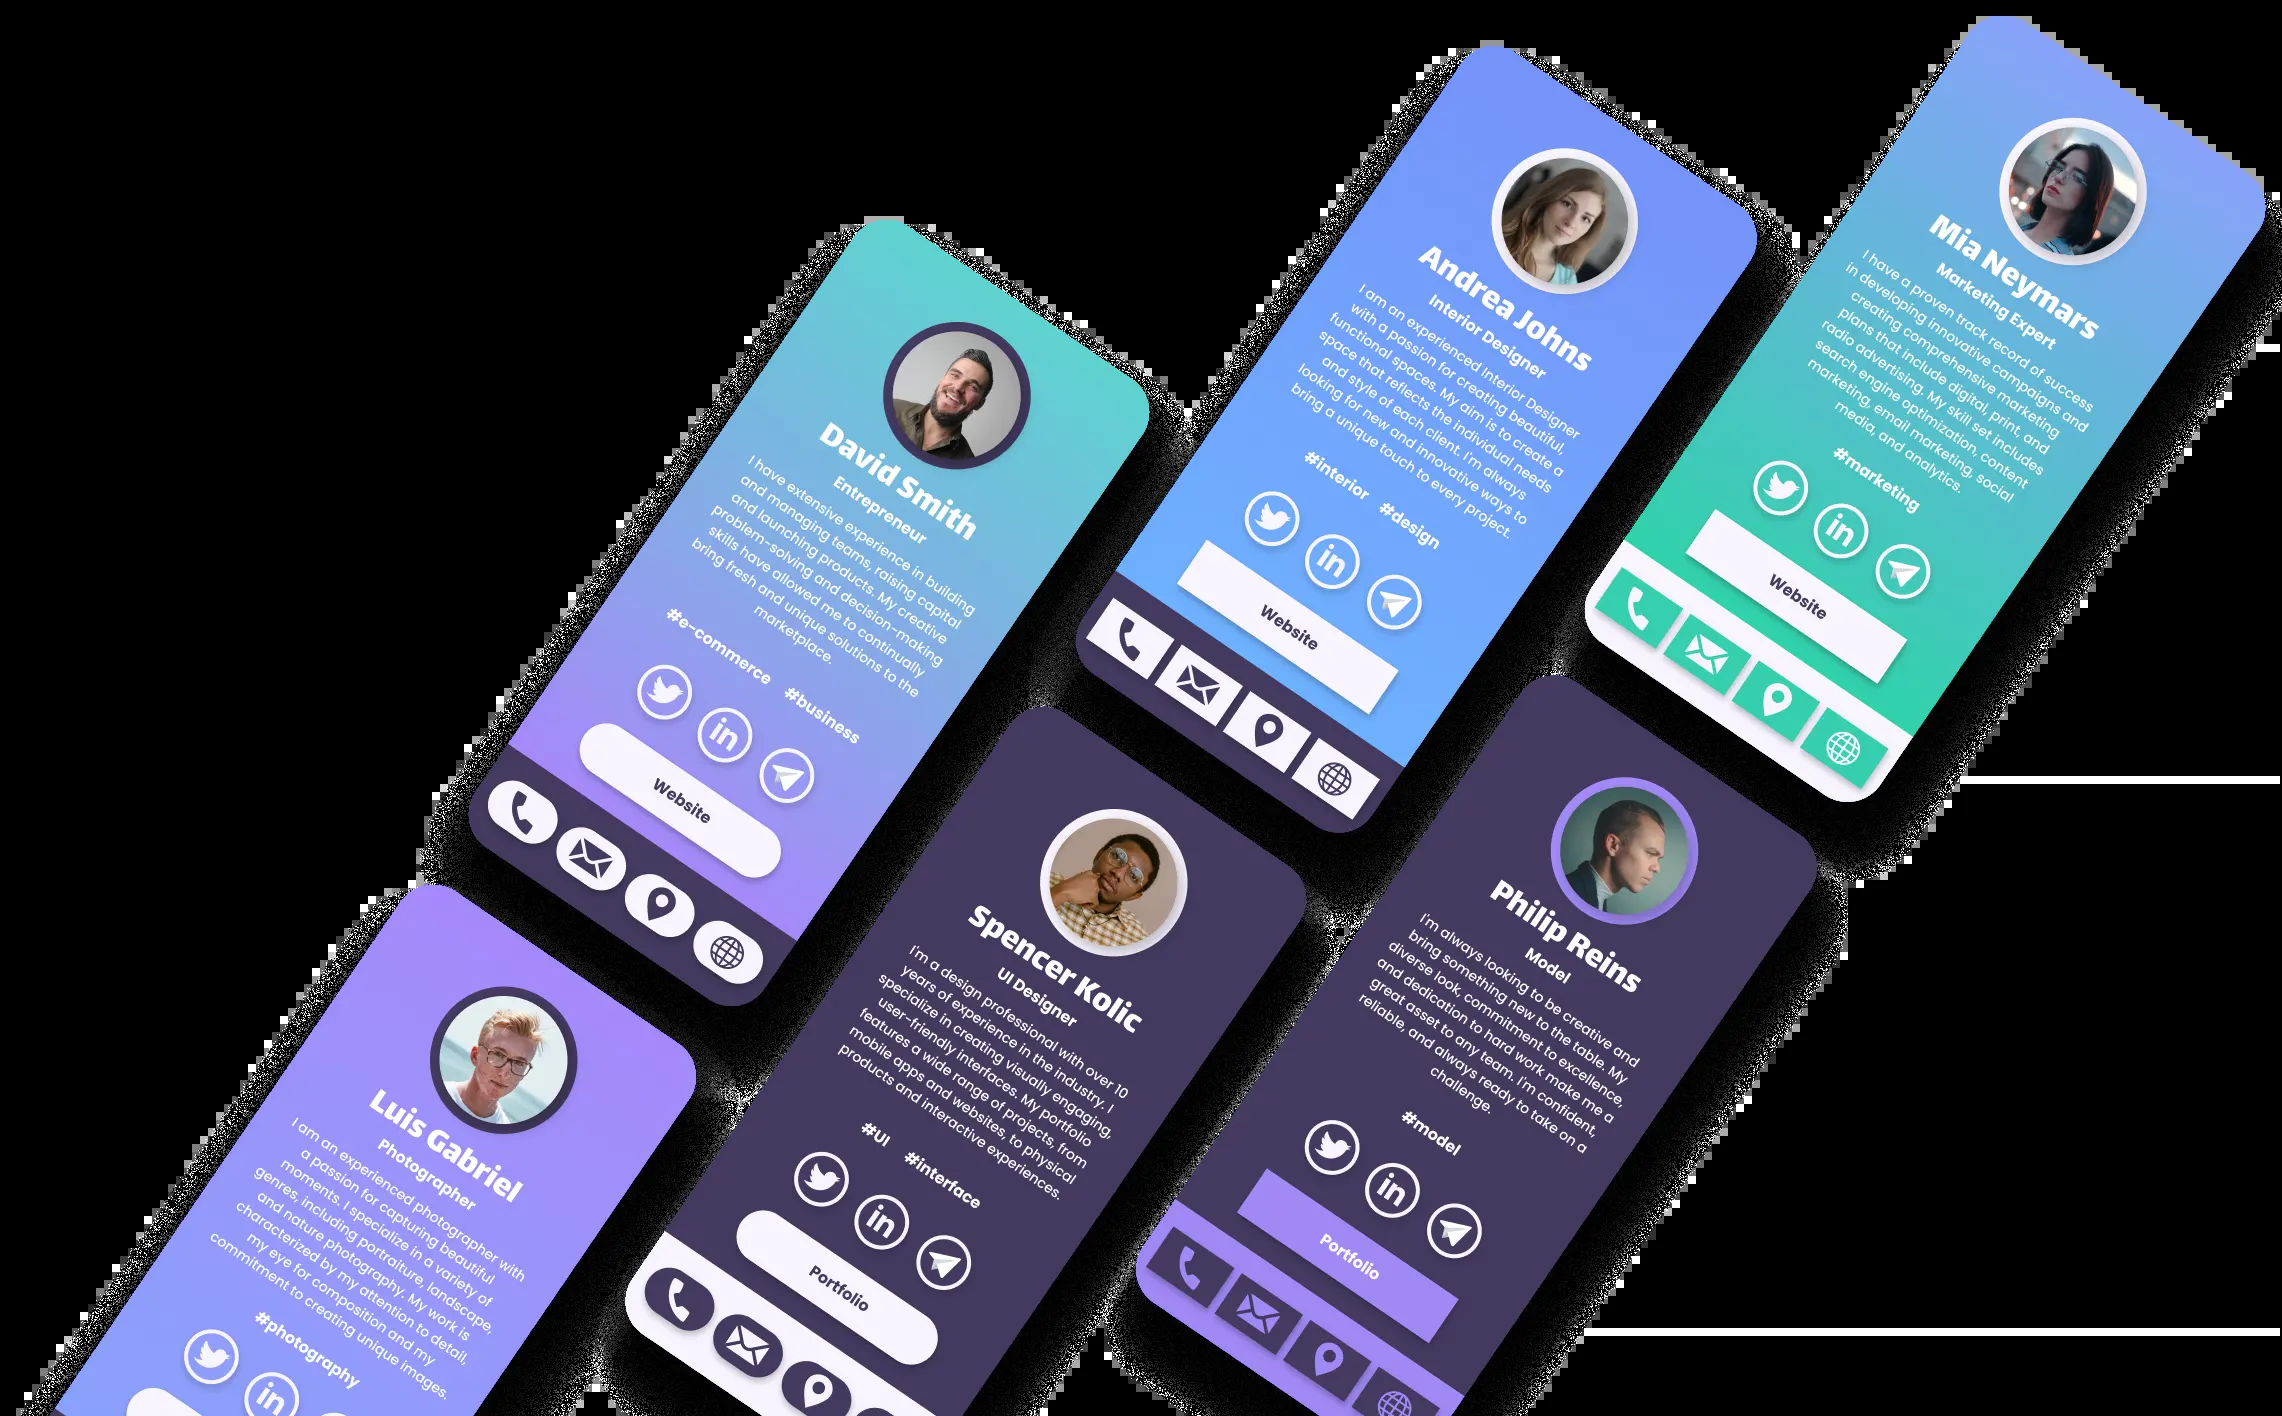 David Smith
Entrepreneur
I have extensive experience in building
and managing teams, raising capital
and launching products. My creative
problem-solving and decision-making
skills have allowed me to continually
bring fresh and unique solutions to the
marketplace.
#e-commerce #business
in
Website
Andrea Johns
Interior Designer
I am an experienced Interior Designer
with a passion for creating beautiful,
functional spaces. My aim is to create a
space that reflects the individual needs
and style of each client. I'm always
looking for new and innovative ways to
bring a unique touch to every project.
#interior #design
in
Website
Mia Neymars
Marketing Expert
I have a proven track record of success
in developing innovative campaigns and
creating comprehensive marketing
plans that include digital, print, and
radio advertising. My skill set includes
search engine optimization, content
marketing, email marketing, social
media, and analytics.
#marketing
in
Website
Luis Gabriel
Photographer
I am an experienced photographer with
a passion for capturing beautiful
moments. I specialize in a variety of
genres, including portraiture, landscape,
and nature photography. My work is
characterized by my attention to detail,
my eye for composition and my
commitment to creating unique images.
#photography
in
Spencer Kolic
UI Designer
I'm a design professional with over 10
years of experience in the industry. I
specialize in creating visually engaging,
user-friendly interfaces. My portfolio
features a wide range of projects, from
mobile apps and websites, to physical
products and interactive experiences.
#UI #interface
in
Portfolio
Philip Reins
Model
I'm always looking to be creative and
bring something new to the table. My
diverse look, commitment to excellence,
and dedication to hard work make me a
great asset to any team. I'm confident,
reliable, and always ready to take on a
challenge.
#model
in
Portfolio